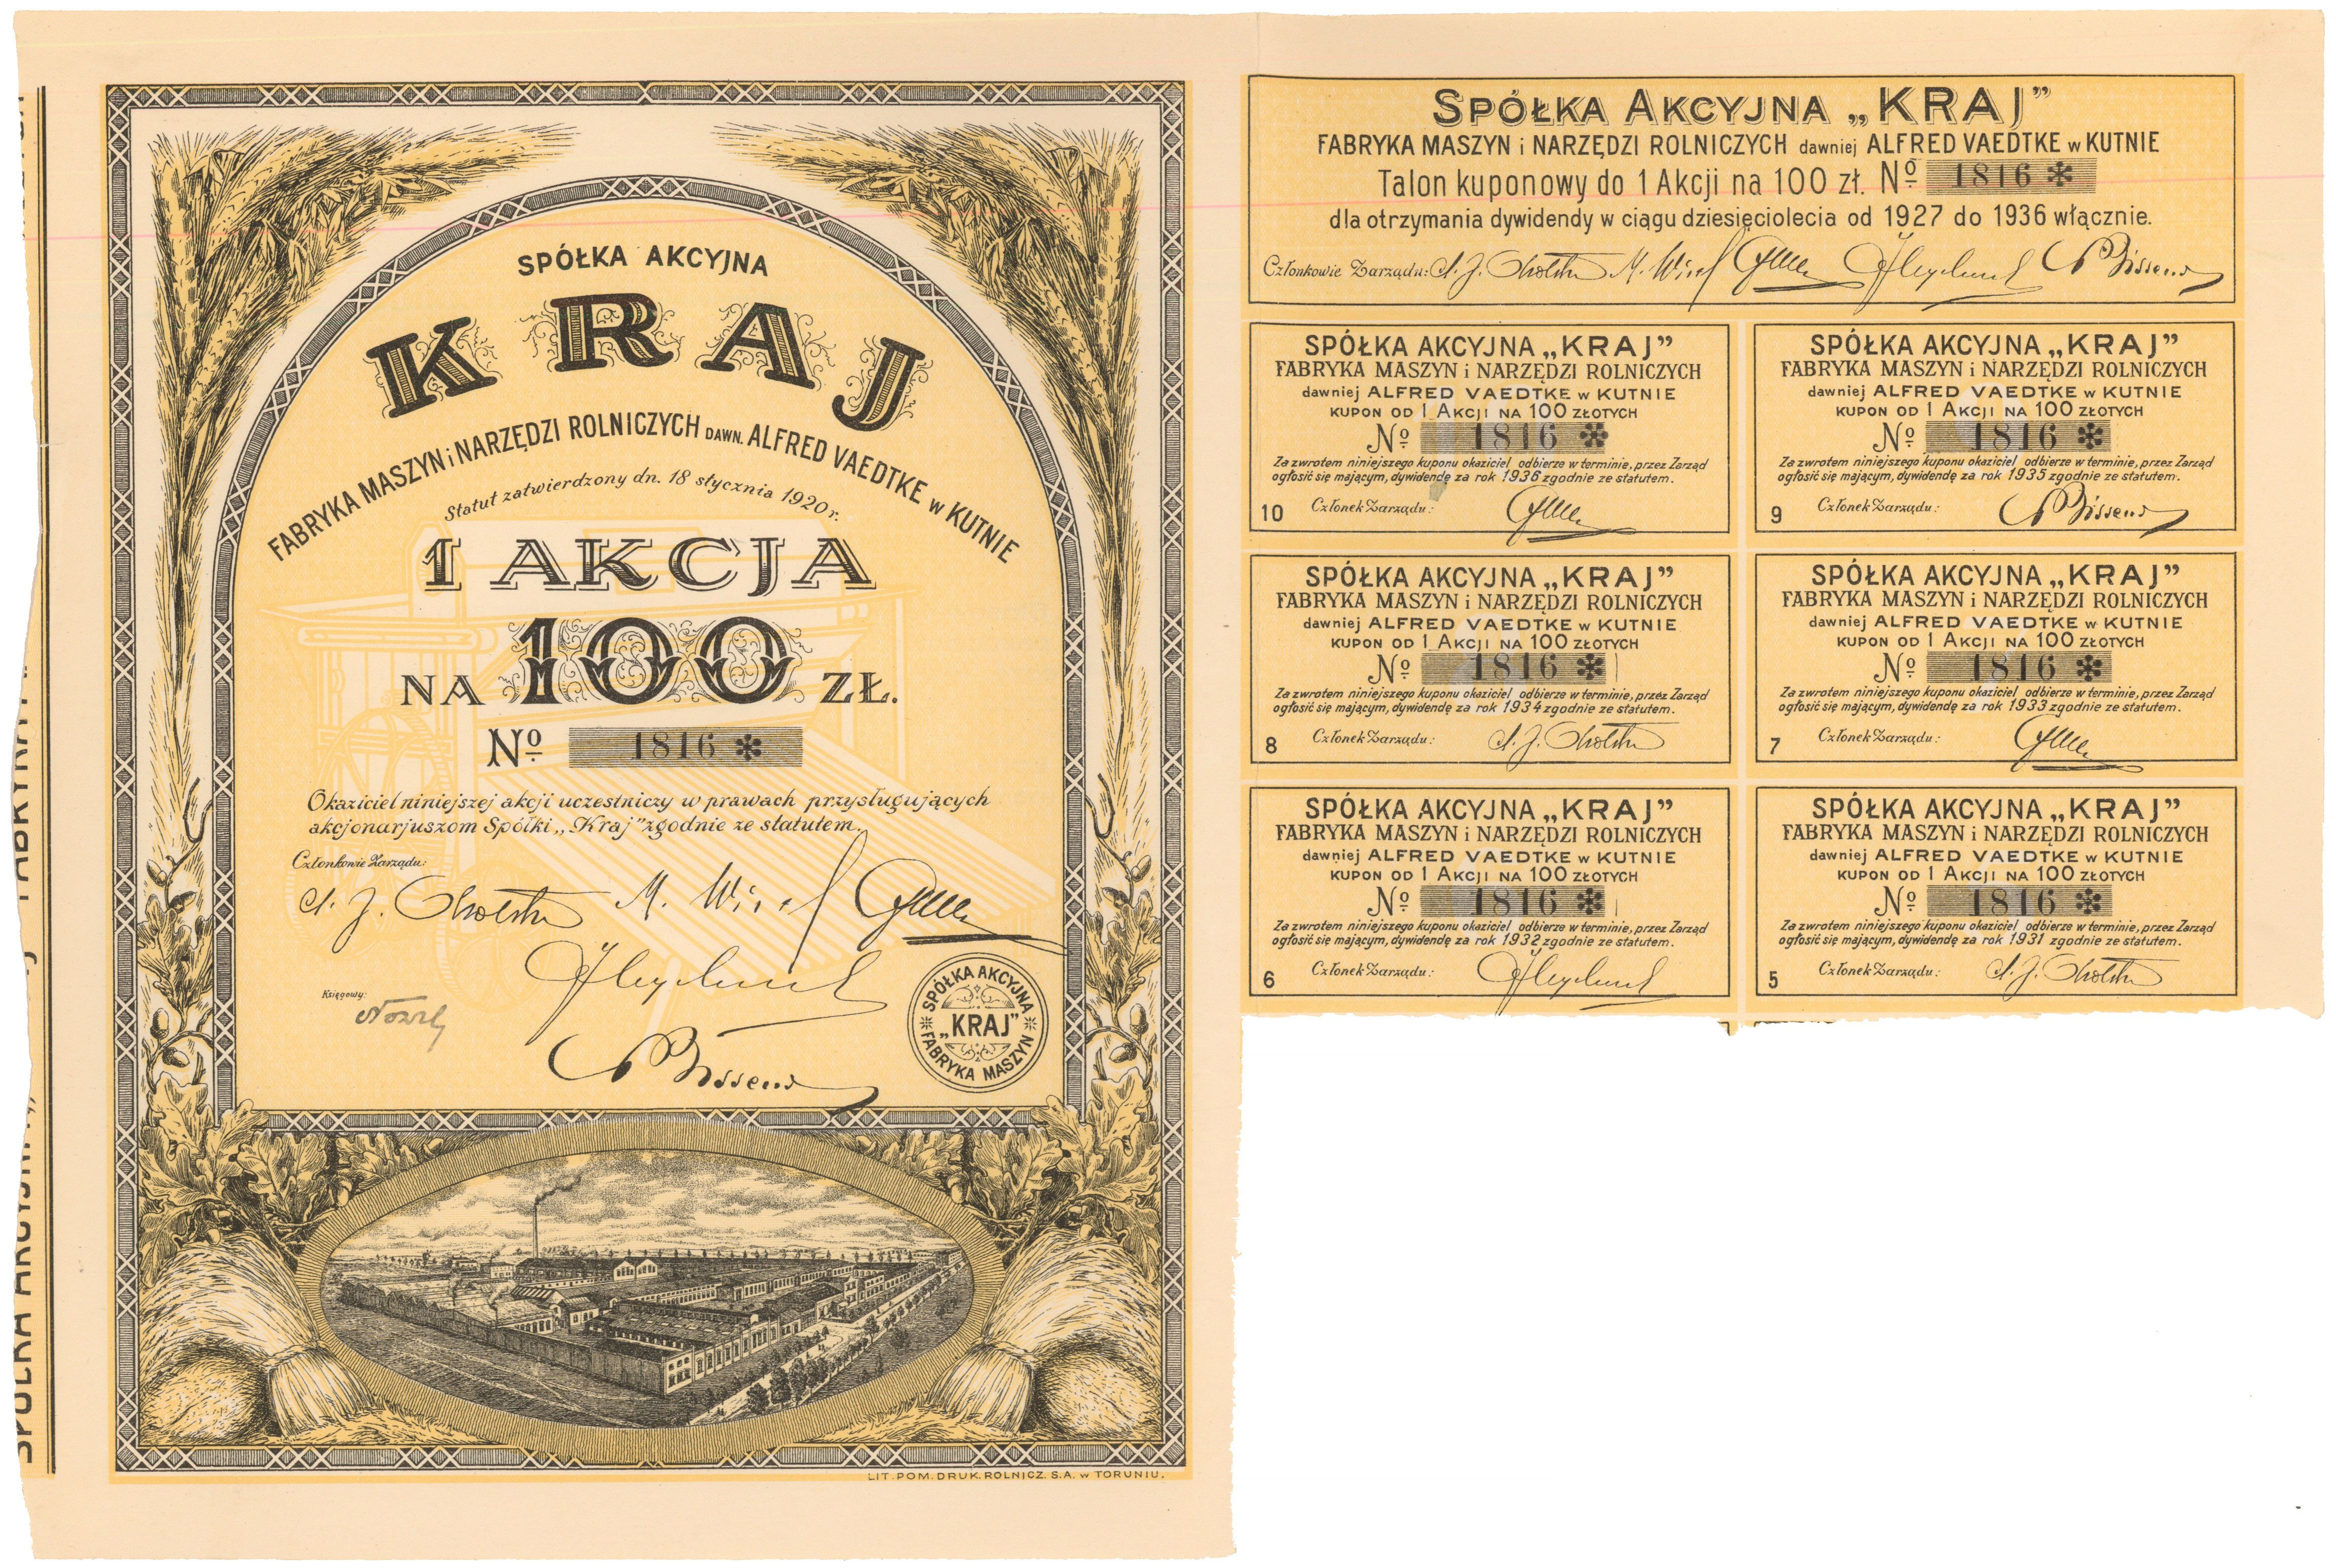 SPÓŁKA AKCYJNA
KRAJ
FABRYKA MASZYN i NARZĘDZI ROLNICZYCH DAWN. ALFRED VAEDTKE w KUTNIE
Statut zatwierdzony dn. 18 stycznia 1920 r.
1 AKCJA
NA 100 ZŁ.
No 1816 *
Okaziciel niniejszej akcji uczestniczy w prawach przysługujących
akcjonarjuszom Spółki „Kraj” zgodnie ze statutem.
Członkowie Zarządu:
Księgowy:
SPÓŁKA AKCYJNA
„KRAJ”
FABRYKA MASZYN
LIT. POM. DRUK. ROLNICZ. S.A. w TORUNIU.
SPÓŁKA AKCYJNA „KRAJ”
FABRYKA MASZYN i NARZĘDZI ROLNICZYCH dawniej ALFRED VAEDTKE w KUTNIE
Talon kuponowy do 1 Akcji na 100 zł. No 1816 *
dla otrzymania dywidendy w ciągu dziesięciolecia od 1927 do 1936 włącznie.
Członkowie Zarządu:
SPÓŁKA AKCYJNA „KRAJ”
FABRYKA MASZYN i NARZĘDZI ROLNICZYCH
dawniej ALFRED VAEDTKE w KUTNIE
KUPON OD 1 AKCJI NA 100 ZŁOTYCH
No 1816 *
Za zwrotem niniejszego kuponu okaziciel odbierze w terminie, przez Zarząd
ogłosić się mającym, dywidendę za rok 1936 zgodnie ze statutem.
10 Członek Zarządu:
SPÓŁKA AKCYJNA „KRAJ”
FABRYKA MASZYN i NARZĘDZI ROLNICZYCH
dawniej ALFRED VAEDTKE w KUTNIE
KUPON OD 1 AKCJI NA 100 ZŁOTYCH
No 1816 *
Za zwrotem niniejszego kuponu okaziciel odbierze w terminie, przez Zarząd
ogłosić się mającym, dywidendę za rok 1935 zgodnie ze statutem.
9 Członek Zarządu:
SPÓŁKA AKCYJNA „KRAJ”
FABRYKA MASZYN i NARZĘDZI ROLNICZYCH
dawniej ALFRED VAEDTKE w KUTNIE
KUPON OD 1 AKCJI NA 100 ZŁOTYCH
No 1816 *
Za zwrotem niniejszego kuponu okaziciel odbierze w terminie, przez Zarząd
ogłosić się mającym, dywidendę za rok 1934 zgodnie ze statutem.
8 Członek Zarządu:
SPÓŁKA AKCYJNA „KRAJ”
FABRYKA MASZYN i NARZĘDZI ROLNICZYCH
dawniej ALFRED VAEDTKE w KUTNIE
KUPON OD 1 AKCJI NA 100 ZŁOTYCH
No 1816 *
Za zwrotem niniejszego kuponu okaziciel odbierze w terminie, przez Zarząd
ogłosić się mającym, dywidendę za rok 1933 zgodnie ze statutem.
7 Członek Zarządu:
SPÓŁKA AKCYJNA „KRAJ”
FABRYKA MASZYN i NARZĘDZI ROLNICZYCH
dawniej ALFRED VAEDTKE w KUTNIE
KUPON OD 1 AKCJI NA 100 ZŁOTYCH
No 1816 *
Za zwrotem niniejszego kuponu okaziciel odbierze w terminie, przez Zarząd
ogłosić się mającym, dywidendę za rok 1932 zgodnie ze statutem.
6 Członek Zarządu:
SPÓŁKA AKCYJNA „KRAJ”
FABRYKA MASZYN i NARZĘDZI ROLNICZYCH
dawniej ALFRED VAEDTKE w KUTNIE
KUPON OD 1 AKCJI NA 100 ZŁOTYCH
No 1816 *
Za zwrotem niniejszego kuponu okaziciel odbierze w terminie, przez Zarząd
ogłosić się mającym, dywidendę za rok 1931 zgodnie ze statutem.
5 Członek Zarządu: